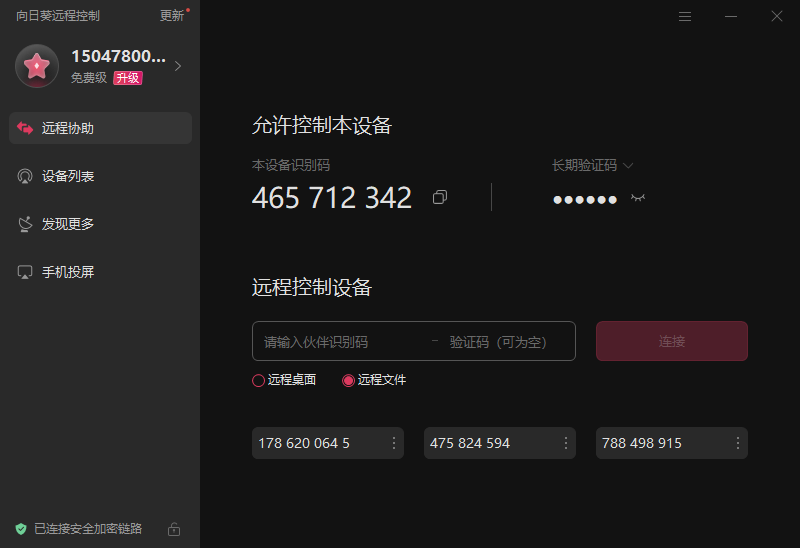 向日葵远程控制
更新
15047800...
免费级 升级
远程协助
设备列表
发现更多
手机投屏
已连接安全加密链路
允许控制本设备
本设备识别码
长期验证码
465 712 342
●●●●●●
远程控制设备
请输入伙伴识别码 – 验证码（可为空）
连接
远程桌面 远程文件
178 620 064 5
475 824 594
788 498 915